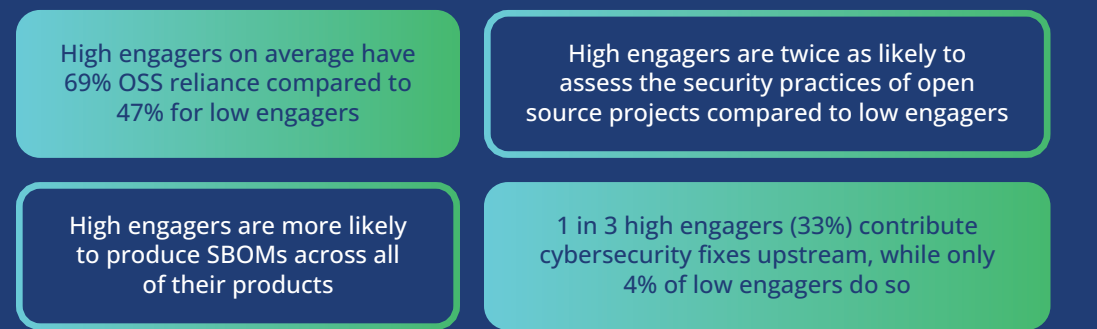 High engagers on average have
69% OSS reliance compared to
47% for low engagers
High engagers are twice as likely to
assess the security practices of open
source projects compared to low engagers
High engagers are more likely
to produce SBOMs across all
of their products
1 in 3 high engagers (33%) contribute
cybersecurity fixes upstream, while only
4% of low engagers do so